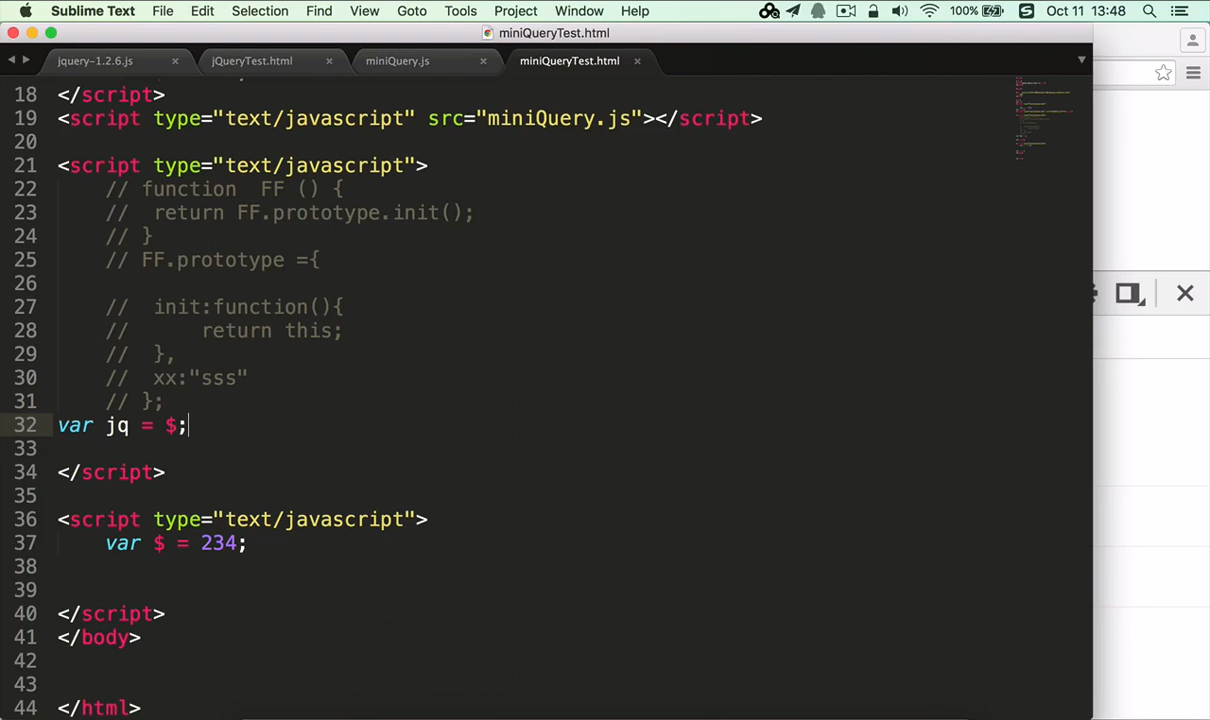 Sublime Text File Edit Selection Find Goto Tools Project Window Help 100% Oct 11 13:48
miniQueryTest.html
jquery-1.2.6.js × jQueryTest.html × miniQuery.js × miniQueryTest.html ×
18 </script>
19 <script type="text/javascript" src="miniQuery.js"></script>
20
21 <script type="text/javascript">
22 // function  FF () {
23 //  return FF.prototype.init();
24 // }
25 // FF.prototype ={
26
27 //  init:function(){
28 //      return this;
29 //  },
30 //  xx:"sss"
31 // };
32 var jq = $;
33
34 </script>
35
36 <script type="text/javascript">
37     var $ = 234;
38
39
40 </script>
41 </body>
42
43
44 </html>